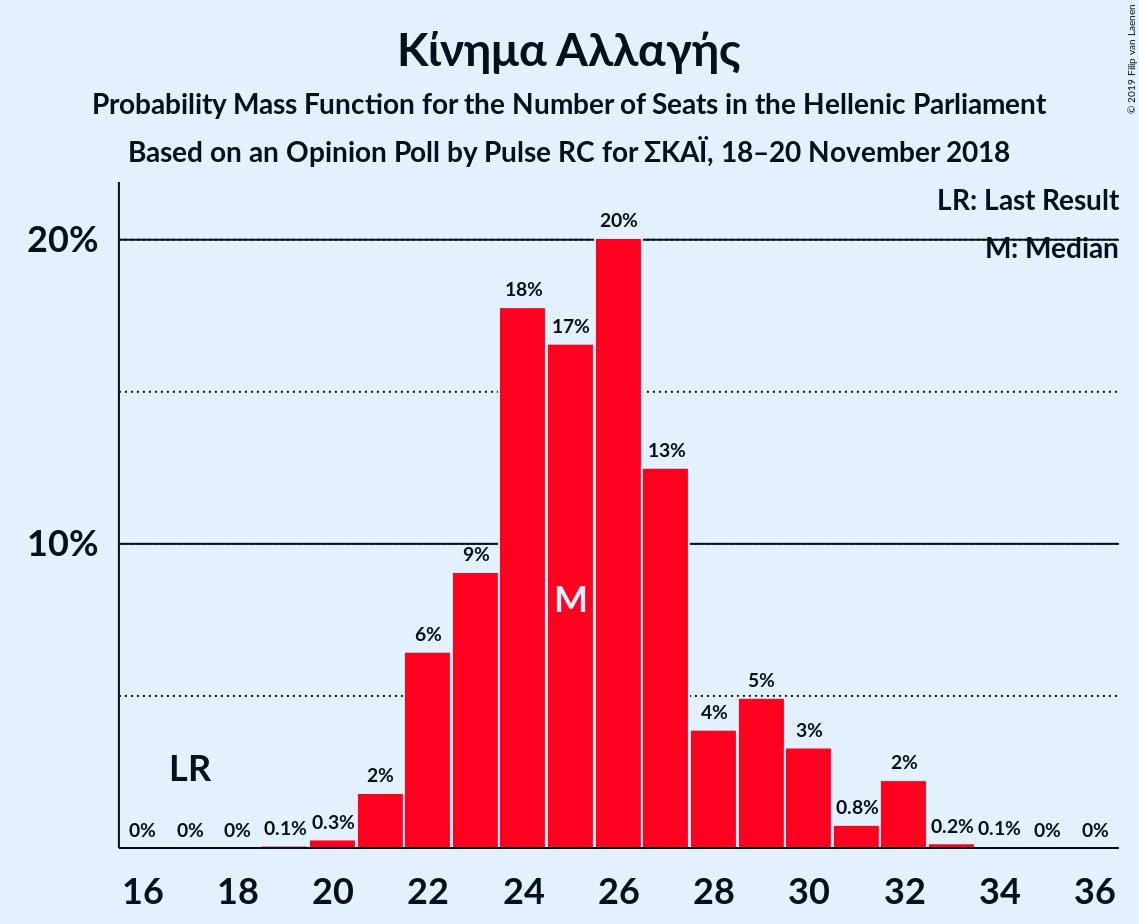 Κίνημα Αλλαγής
Probability Mass Function for the Number of Seats in the Hellenic Parliament
Based on an Opinion Poll by Pulse RC for ΣΚΑΪ, 18–20 November 2018
© 2019 Filip van Laenen
LR: Last Result
M: Median
20%
10%
0% 0% 0% 0.1% 0.3% 2% 6% 9% 18% 17% 20% 13% 4% 5% 3% 0.8% 2% 0.2% 0.1% 0% 0%
LR
M
16 18 20 22 24 26 28 30 32 34 36